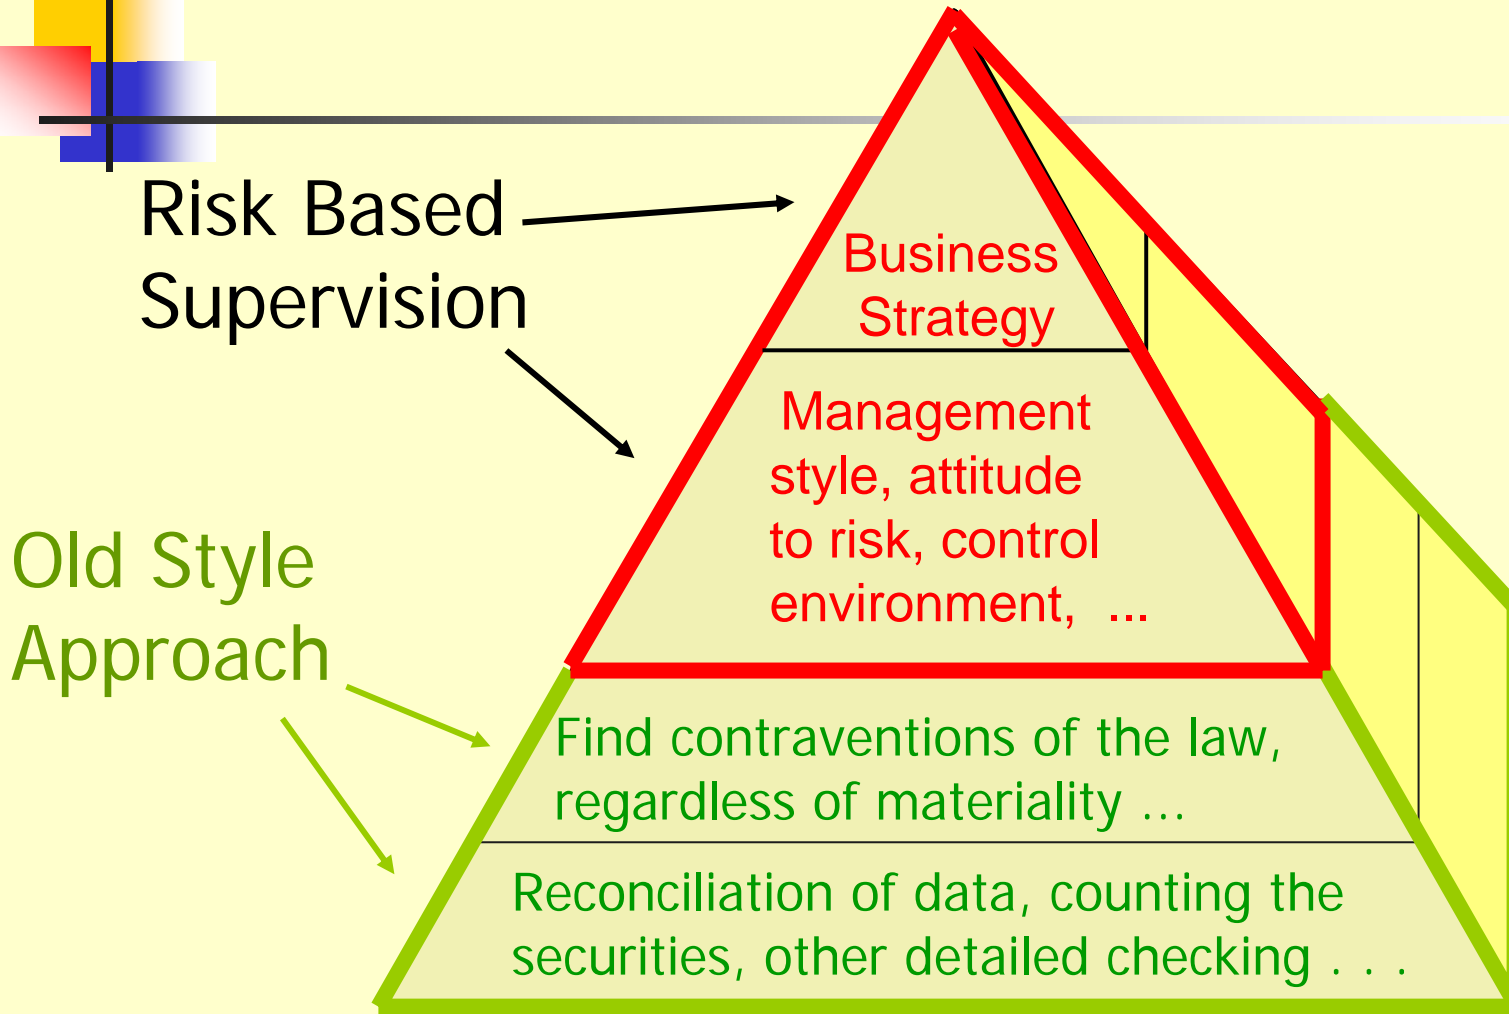 Risk Based
Supervision
Business
Strategy
Management
style, attitude
to risk, control
environment, ...
Old Style
Approach
Find contraventions of the law,
regardless of materiality ...
Reconciliation of data, counting the
securities, other detailed checking . . .